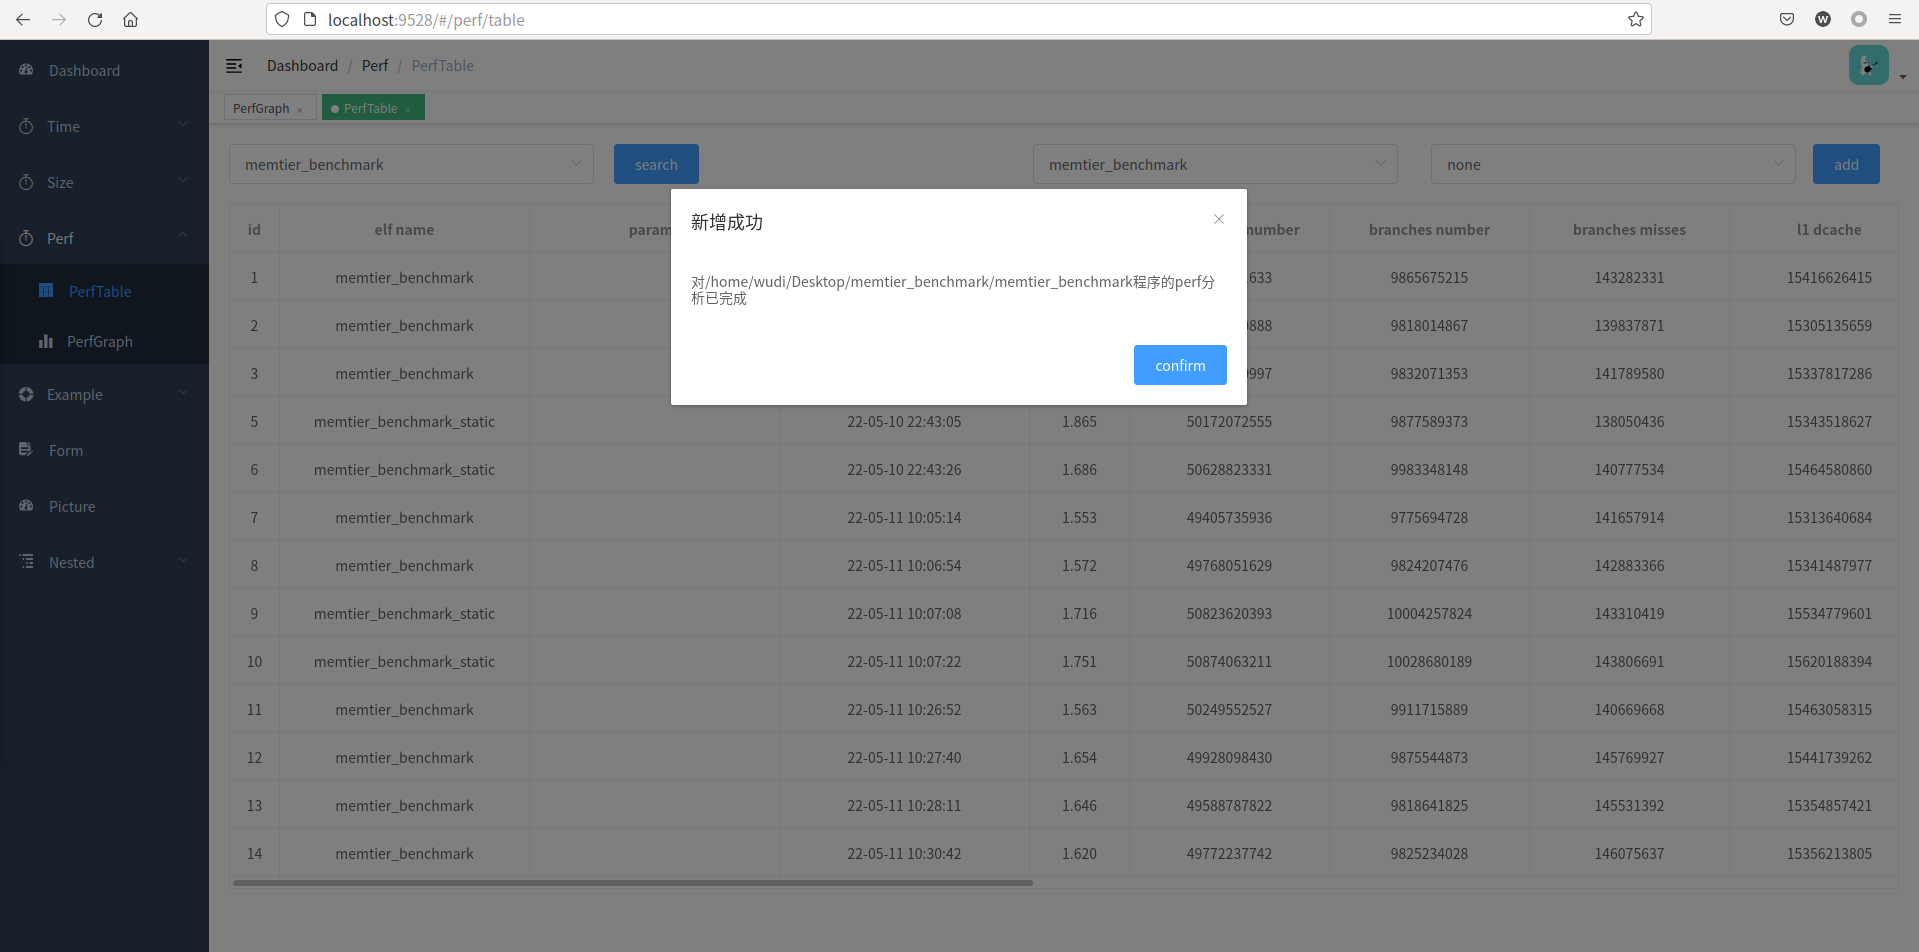 localhost:9528/#/perf/table
Dashboard
Time
Size
Perf
PerfTable
PerfGraph
Example
Form
Picture
Nested
Dashboard / Perf / PerfTable
PerfGraph × PerfTable ×
memtier_benchmark search memtier_benchmark none add
id elf name param number branches number branches misses l1 dcache
1 memtier_benchmark 633 9865675215 143282331 15416626415
2 memtier_benchmark 888 9818014867 139837871 15305135659
3 memtier_benchmark 997 9832071353 141789580 15337817286
5 memtier_benchmark_static 22-05-10 22:43:05 1.865 50172072555 9877589373 138050436 15343518627
6 memtier_benchmark_static 22-05-10 22:43:26 1.686 50628823331 9983348148 140777534 15464580860
7 memtier_benchmark 22-05-11 10:05:14 1.553 49405735936 9775694728 141657914 15313640684
8 memtier_benchmark 22-05-11 10:06:54 1.572 49768051629 9824207476 142883366 15341487977
9 memtier_benchmark_static 22-05-11 10:07:08 1.716 50823620393 10004257824 143310419 15534779601
10 memtier_benchmark_static 22-05-11 10:07:22 1.751 50874063211 10028680189 143806691 15620188394
11 memtier_benchmark 22-05-11 10:26:52 1.563 50249552527 9911715889 140669668 15463058315
12 memtier_benchmark 22-05-11 10:27:40 1.654 49928098430 9875544873 145769927 15441739262
13 memtier_benchmark 22-05-11 10:28:11 1.646 49588787822 9818641825 145531392 15354857421
14 memtier_benchmark 22-05-11 10:30:42 1.620 49772237742 9825234028 146075637 15356213805
新增成功
对/home/wudi/Desktop/memtier_benchmark/memtier_benchmark程序的perf分
析已完成
confirm